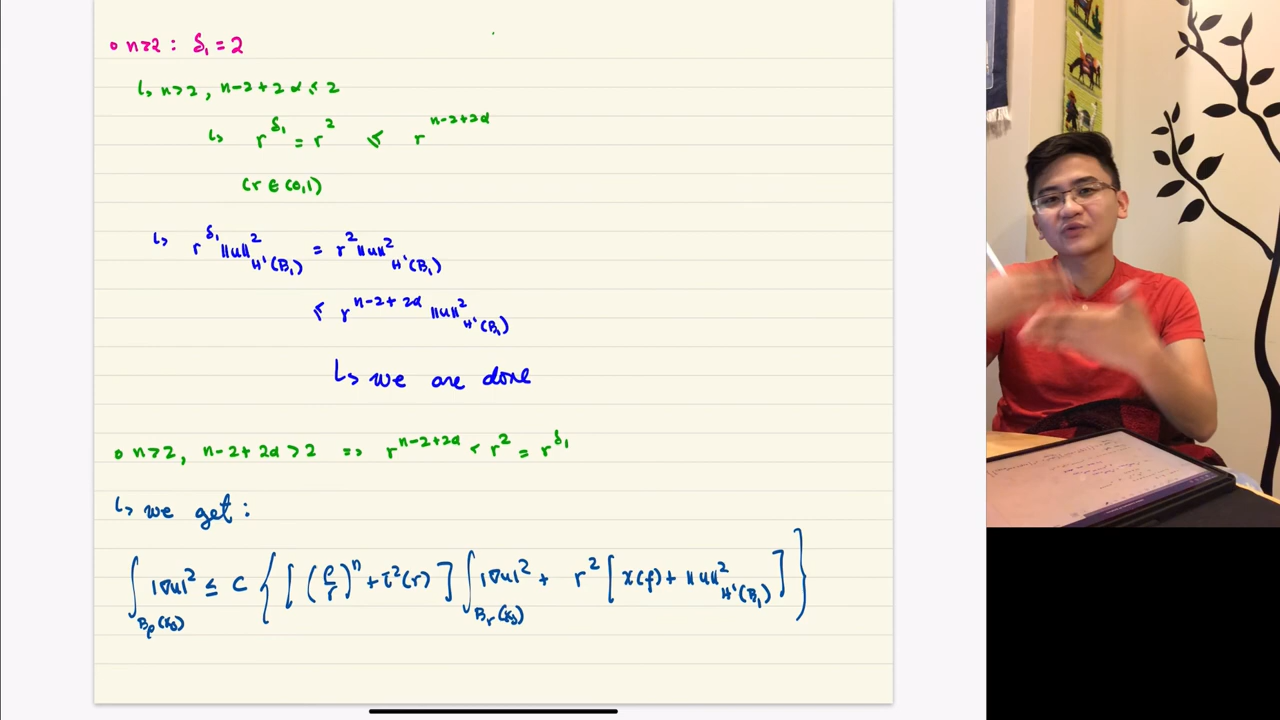 ∘ n>2 : δ₁ = 2
↳ n>2, n-2+2α ≤ 2
↳ r^{δ₁} = r² ≤ r^{n-2+2α}
(r ∈ (0,1))
↳ r^{δ₁} ||u||²_{H¹(B₁)} = r² ||u||²_{H¹(B₁)}
≤ r^{n-2+2α} ||u||²_{H¹(B₁)}
↳ we are done
∘ n>2, n-2+2α > 2 => r^{n-2+2α} < r² = r^{δ₁}
↳ we get :
∫_{B_ρ(x₀)} |∇u|² ≤ C { [ (ρ/r)^n + τ²(r) ] ∫_{B_r(x₀)} |∇u|² + r² [ χ(f) + ||u||²_{H¹(B₁)} ] }